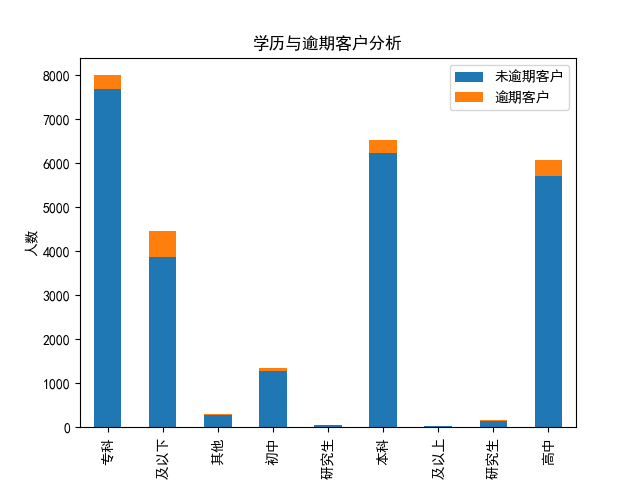 学历与逾期客户分析
未逾期客户
逾期客户
人数
8000
7000
6000
5000
4000
3000
2000
1000
0
专科
及以下
其他
初中
研究生
本科
及以上
研究生
高中